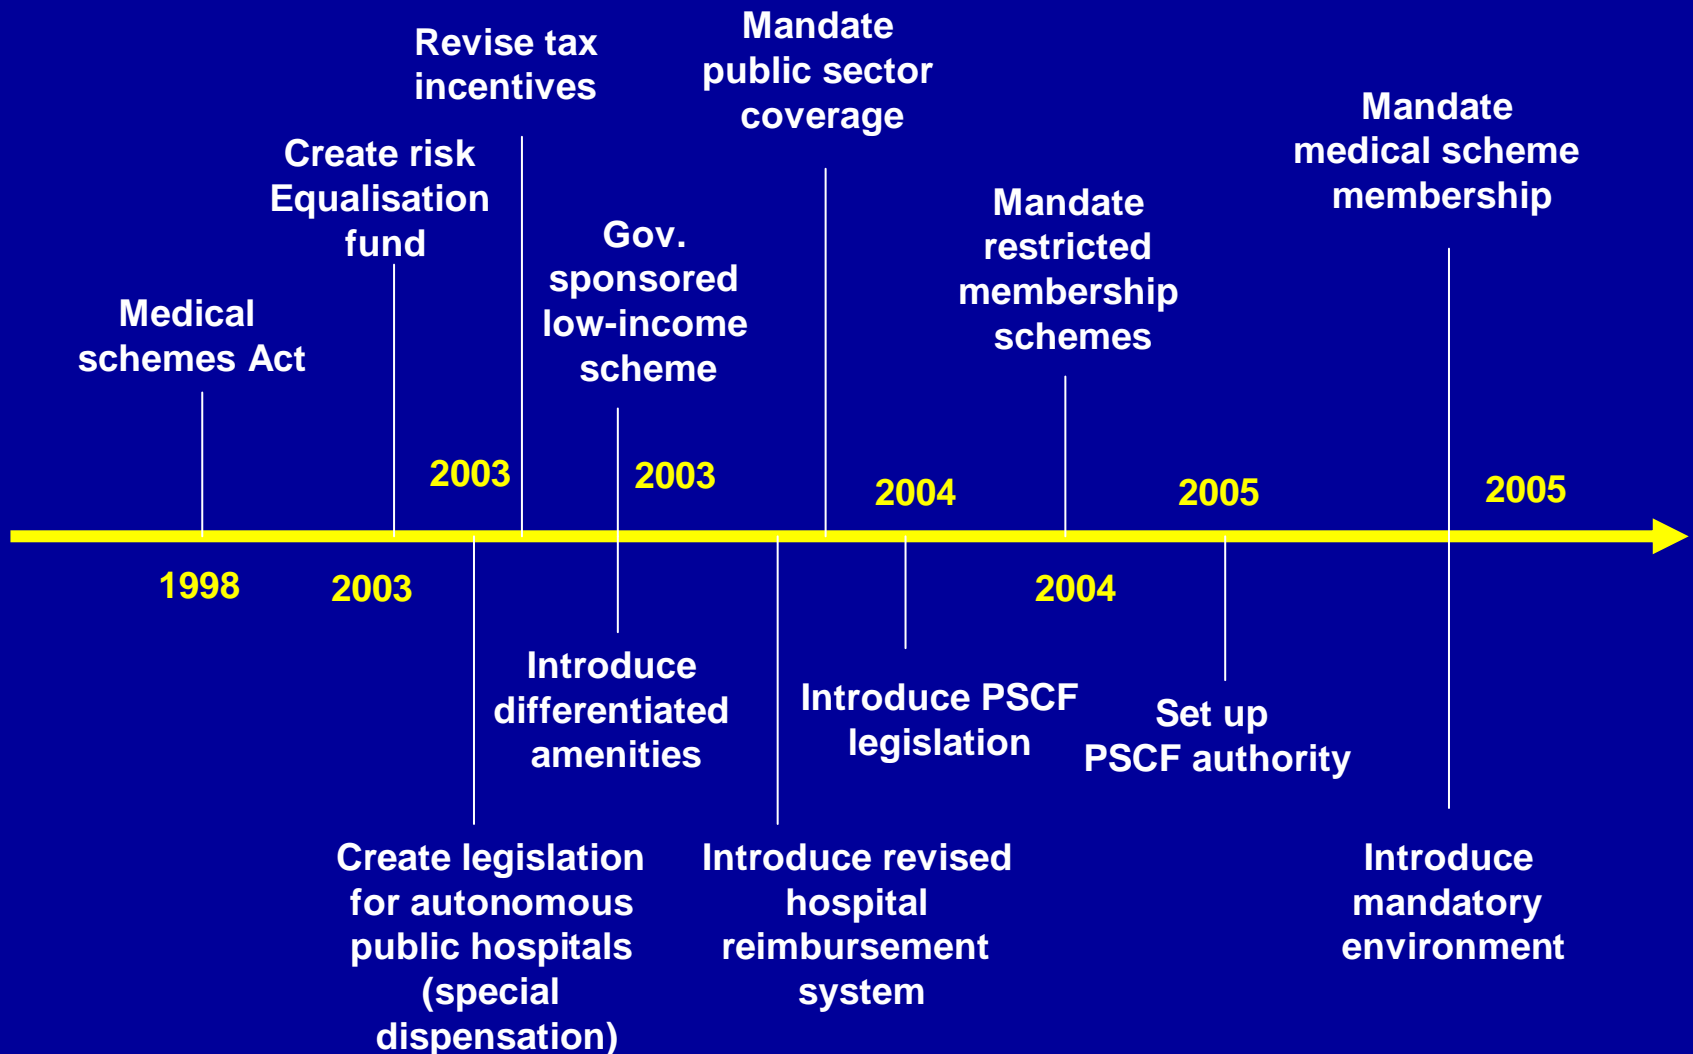 Revise tax
incentives
Mandate
public sector
coverage
Mandate
medical scheme
membership
Create risk
Equalisation
fund
Mandate
restricted
membership
schemes
Gov.
sponsored
low-income
scheme
Medical
schemes Act
2003
2003
2004
2005
2005
1998
2003
2004
Introduce
differentiated
amenities
Introduce PSCF
legislation
Set up
PSCF authority
Create legislation
for autonomous
public hospitals
(special
dispensation)
Introduce revised
hospital
reimbursement
system
Introduce
mandatory
environment